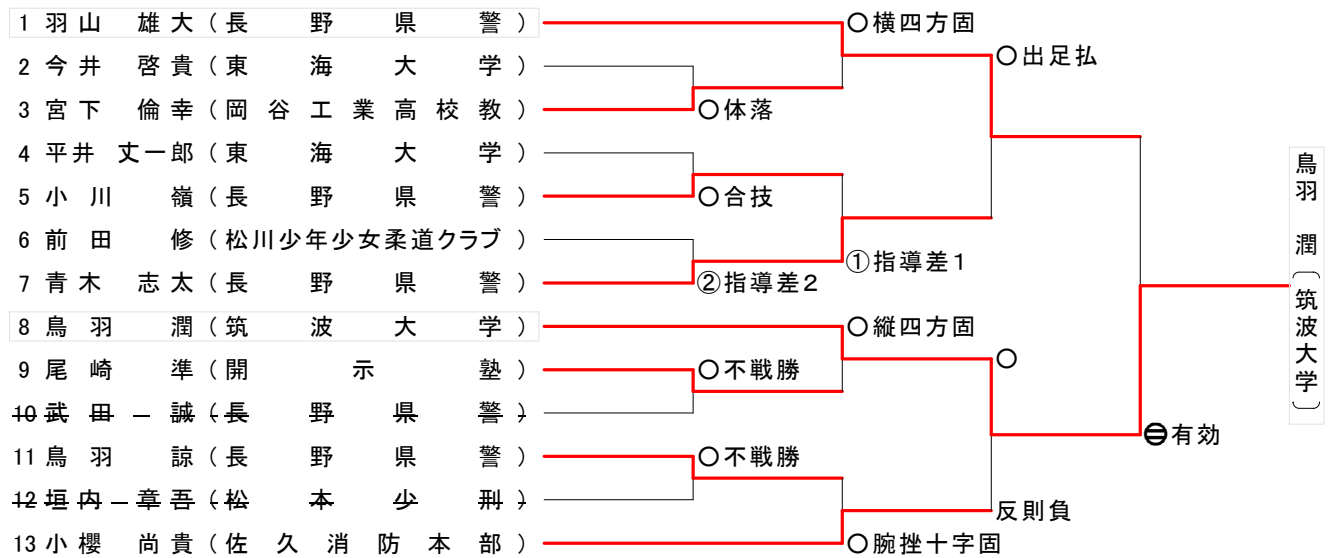 1 羽山 雄大（長野県警）
○横四方固
○出足払
2 今井 啓貴（東海大学）
3 宮下 倫幸（岡谷工業高校教）
○体落
4 平井 丈一郎（東海大学）
5 小川 嶺（長野県警）
○合技
6 前田 修（松川少年少女柔道クラブ）
①指導差1
7 青木 志太（長野県警）
②指導差2
8 鳥羽 潤（筑波大学）
○縦四方固
9 尾崎 準（開示塾）
○不戦勝
○
10 武田 誠（長野県警）
⊖有効
11 鳥羽 諒（長野県警）
○不戦勝
12 垣内 章吾（松本少刑）
反則負
13 小櫻 尚貴（佐久消防本部）
○腕挫十字固
鳥羽 潤〔筑波大学〕